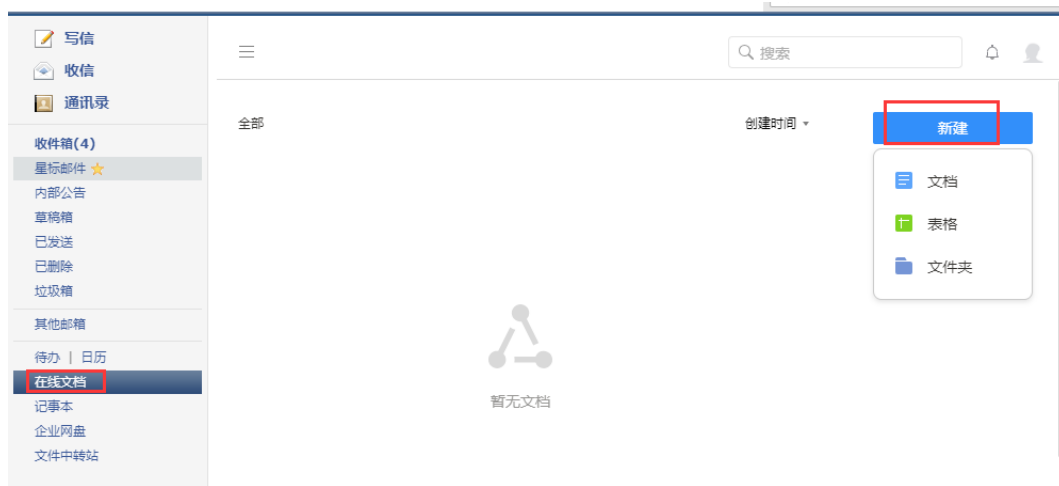 写信
收信
通讯录
收件箱(4)
星标邮件
内部公告
草稿箱
已发送
已删除
垃圾箱
其他邮箱
待办 | 日历
在线文档
记事本
企业网盘
文件中转站
搜索
全部
创建时间
新建
文档
表格
文件夹
暂无文档